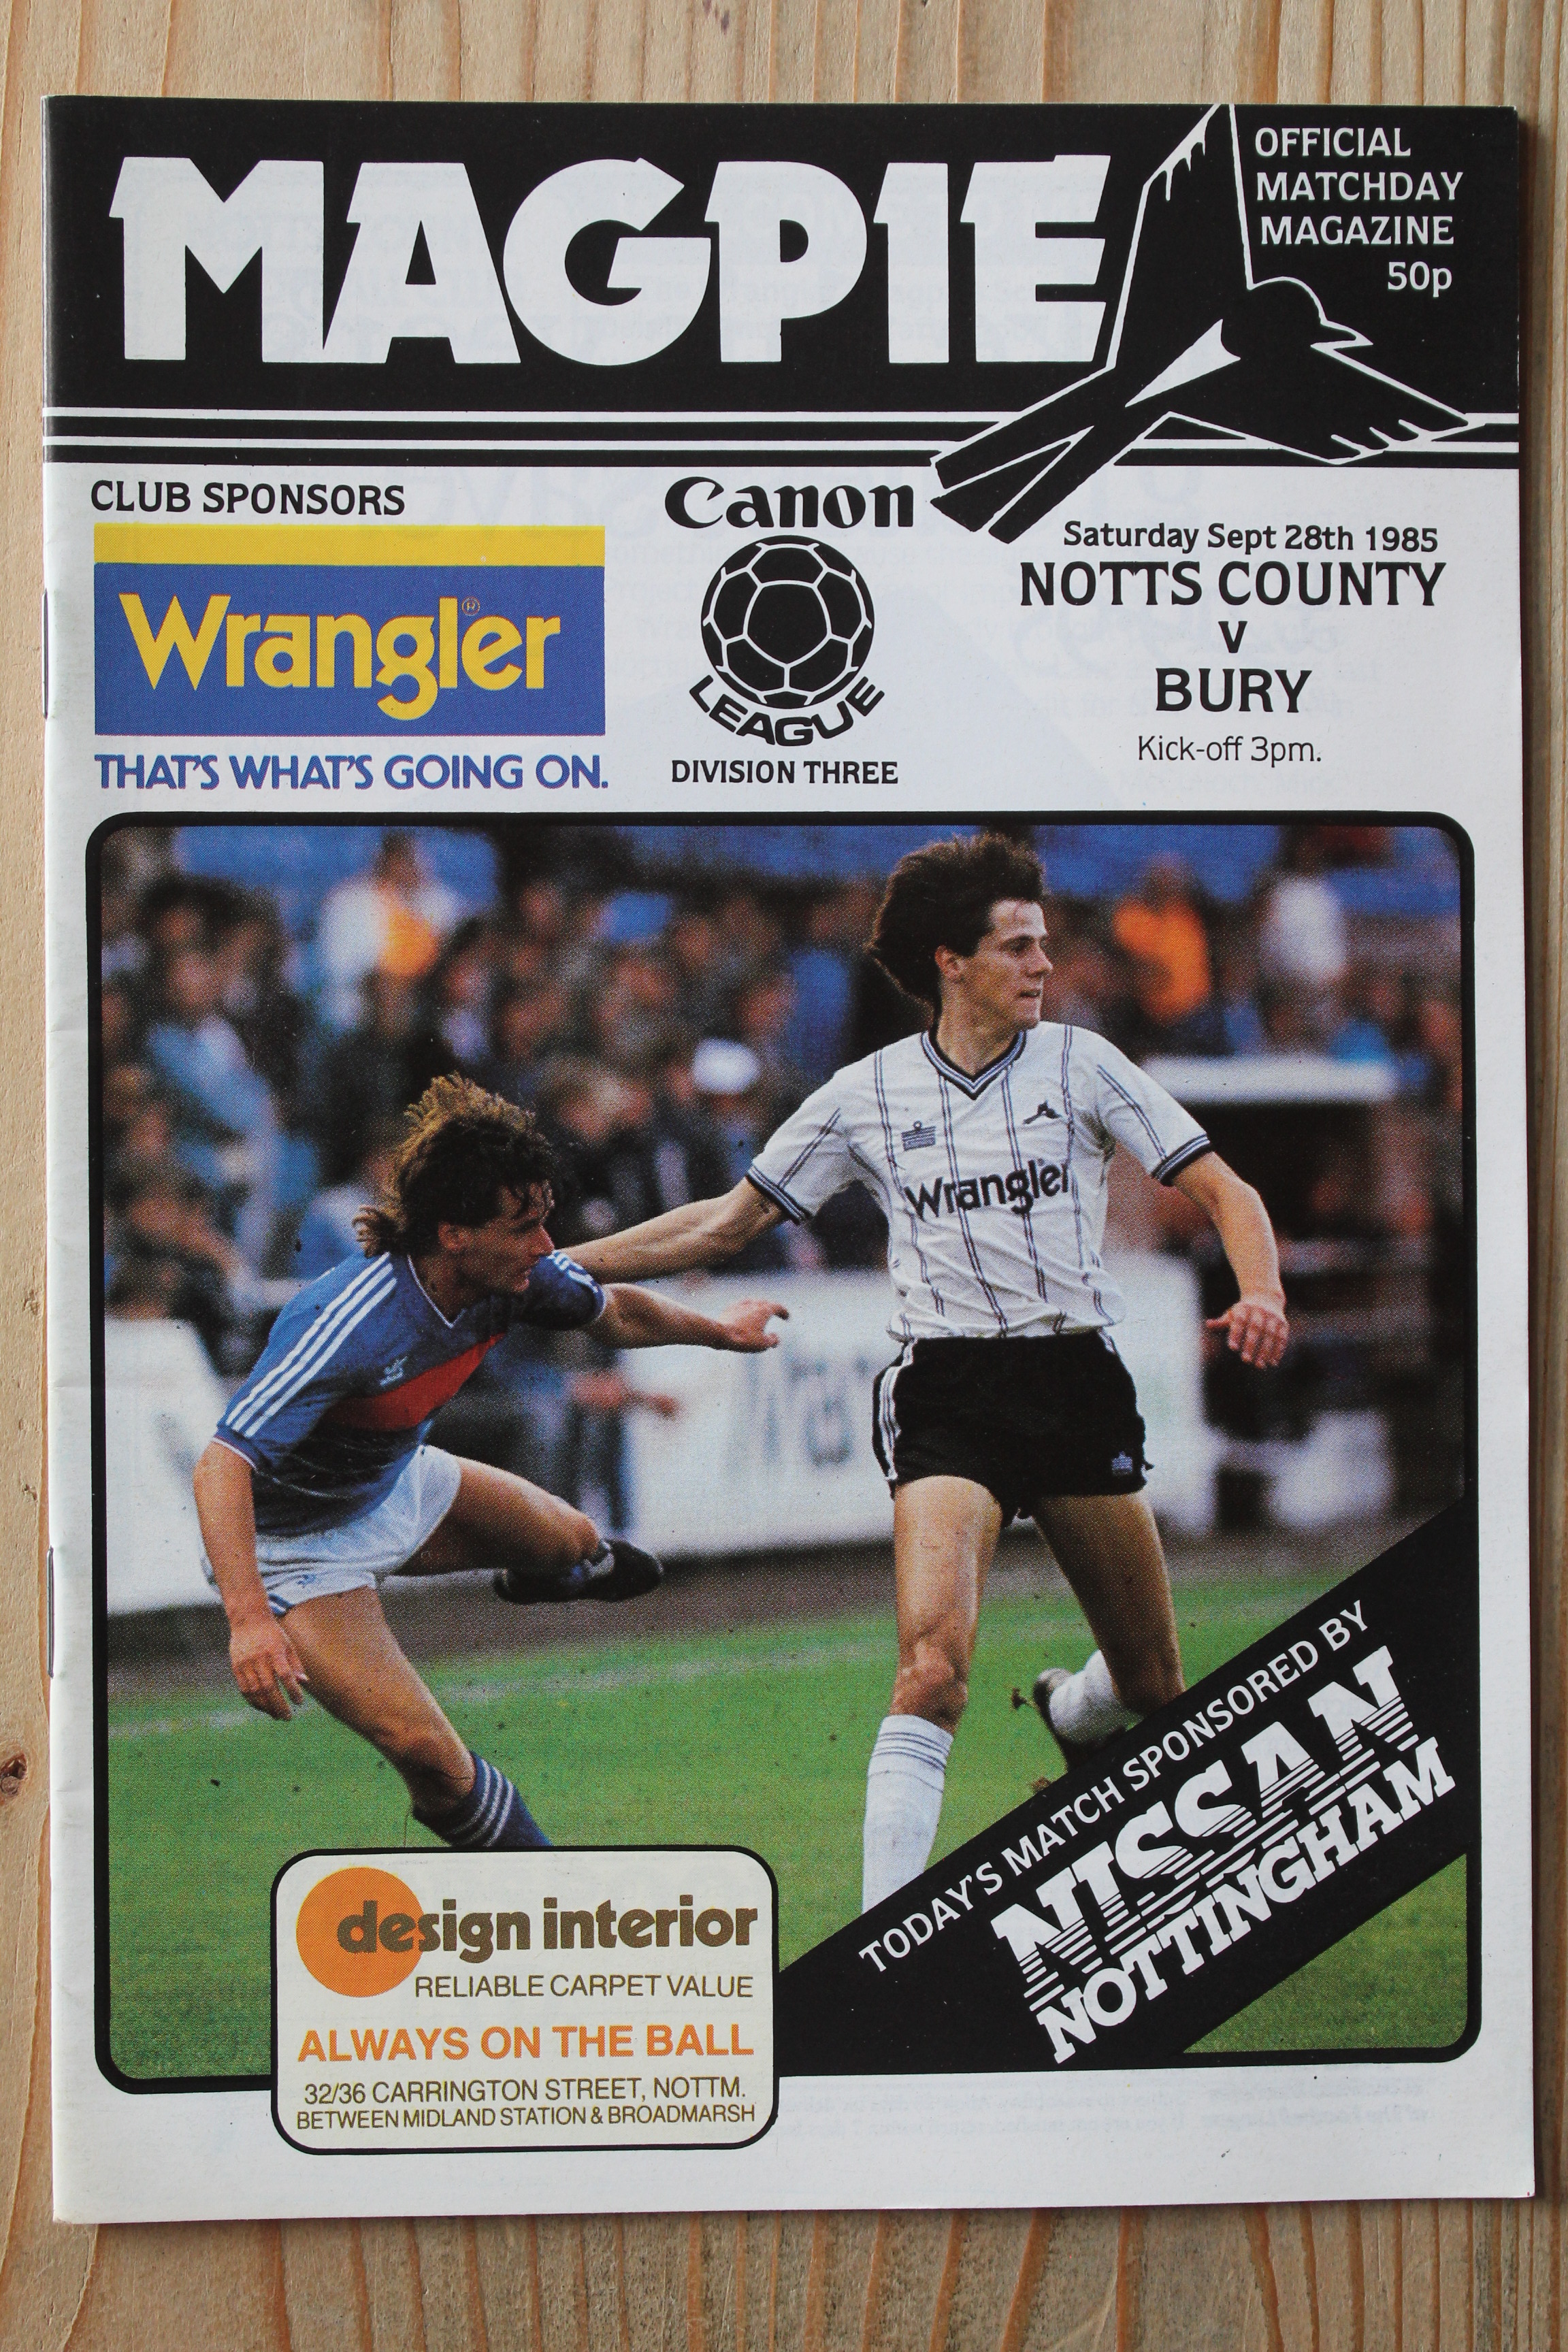 MAGPIE
OFFICIAL
MATCHDAY
MAGAZINE
50p
CLUB SPONSORS
Wrangler®
THAT'S WHAT'S GOING ON.
Canon
LEAGUE
DIVISION THREE
Saturday Sept 28th 1985
NOTTS COUNTY
V
BURY
Kick-off 3pm.
Wrangler
TODAY'S MATCH SPONSORED BY
NISSAN
NOTTINGHAM
design interior
RELIABLE CARPET VALUE
ALWAYS ON THE BALL
32/36 CARRINGTON STREET, NOTTM.
BETWEEN MIDLAND STATION & BROADMARSH